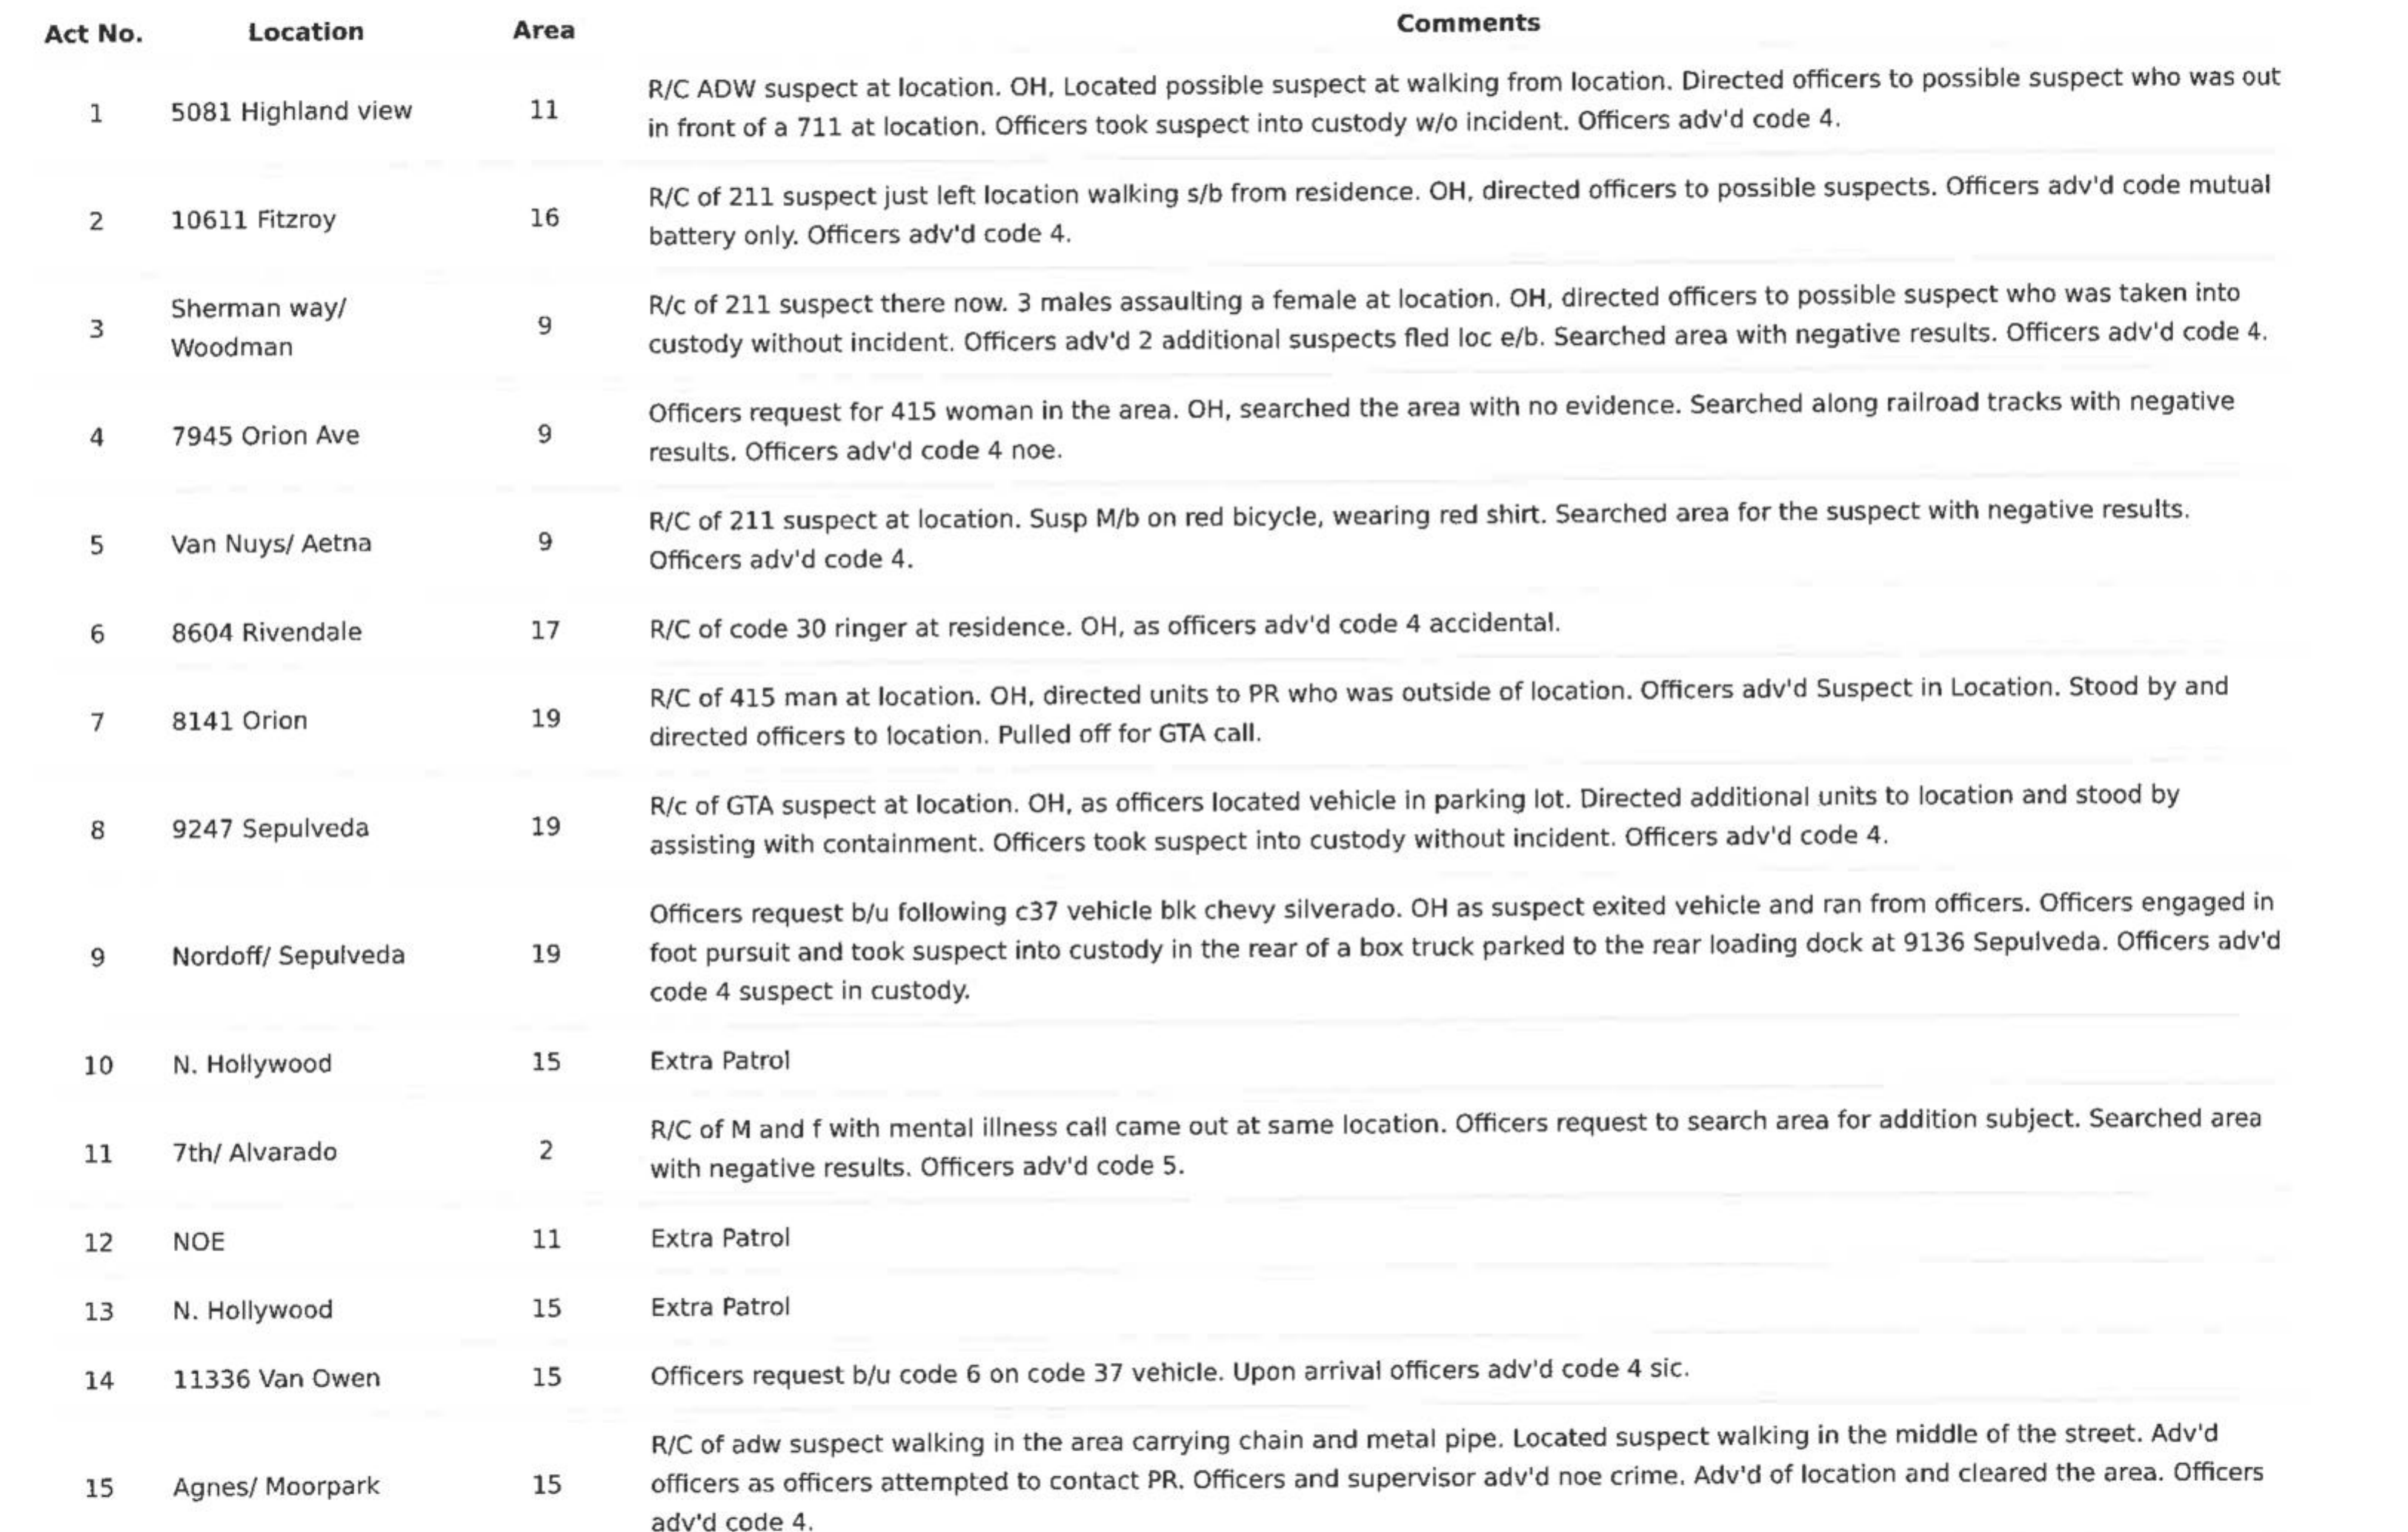 Act No. Location Area Comments
1 5081 Highland view 11 R/C ADW suspect at location. OH, Located possible suspect at walking from location. Directed officers to possible suspect who was out
in front of a 711 at location. Officers took suspect into custody w/o incident. Officers adv'd code 4.
2 10611 Fitzroy 16 R/C of 211 suspect just left location walking s/b from residence. OH, directed officers to possible suspects. Officers adv'd code mutual
battery only. Officers adv'd code 4.
3 Sherman way/ Woodman 9 R/c of 211 suspect there now. 3 males assaulting a female at location. OH, directed officers to possible suspect who was taken into
custody without incident. Officers adv'd 2 additional suspects fled loc e/b. Searched area with negative results. Officers adv'd code 4.
4 7945 Orion Ave 9 Officers request for 415 woman in the area. OH, searched the area with no evidence. Searched along railroad tracks with negative
results. Officers adv'd code 4 noe.
5 Van Nuys/ Aetna 9 R/C of 211 suspect at location. Susp M/b on red bicycle, wearing red shirt. Searched area for the suspect with negative results.
Officers adv'd code 4.
6 8604 Rivendale 17 R/C of code 30 ringer at residence. OH, as officers adv'd code 4 accidental.
7 8141 Orion 19 R/C of 415 man at location. OH, directed units to PR who was outside of location. Officers adv'd Suspect in Location. Stood by and
directed officers to location. Pulled off for GTA call.
8 9247 Sepulveda 19 R/c of GTA suspect at location. OH, as officers located vehicle in parking lot. Directed additional units to location and stood by
assisting with containment. Officers took suspect into custody without incident. Officers adv'd code 4.
9 Nordoff/ Sepulveda 19 Officers request b/u following c37 vehicle blk chevy silverado. OH as suspect exited vehicle and ran from officers. Officers engaged in
foot pursuit and took suspect into custody in the rear of a box truck parked to the rear loading dock at 9136 Sepulveda. Officers adv'd
code 4 suspect in custody.
10 N. Hollywood 15 Extra Patrol
11 7th/ Alvarado 2 R/C of M and f with mental illness call came out at same location. Officers request to search area for addition subject. Searched area
with negative results. Officers adv'd code 5.
12 NOE 11 Extra Patrol
13 N. Hollywood 15 Extra Patrol
14 11336 Van Owen 15 Officers request b/u code 6 on code 37 vehicle. Upon arrival officers adv'd code 4 sic.
15 Agnes/ Moorpark 15 R/C of adw suspect walking in the area carrying chain and metal pipe. Located suspect walking in the middle of the street. Adv'd
officers as officers attempted to contact PR. Officers and supervisor adv'd noe crime. Adv'd of location and cleared the area. Officers
adv'd code 4.